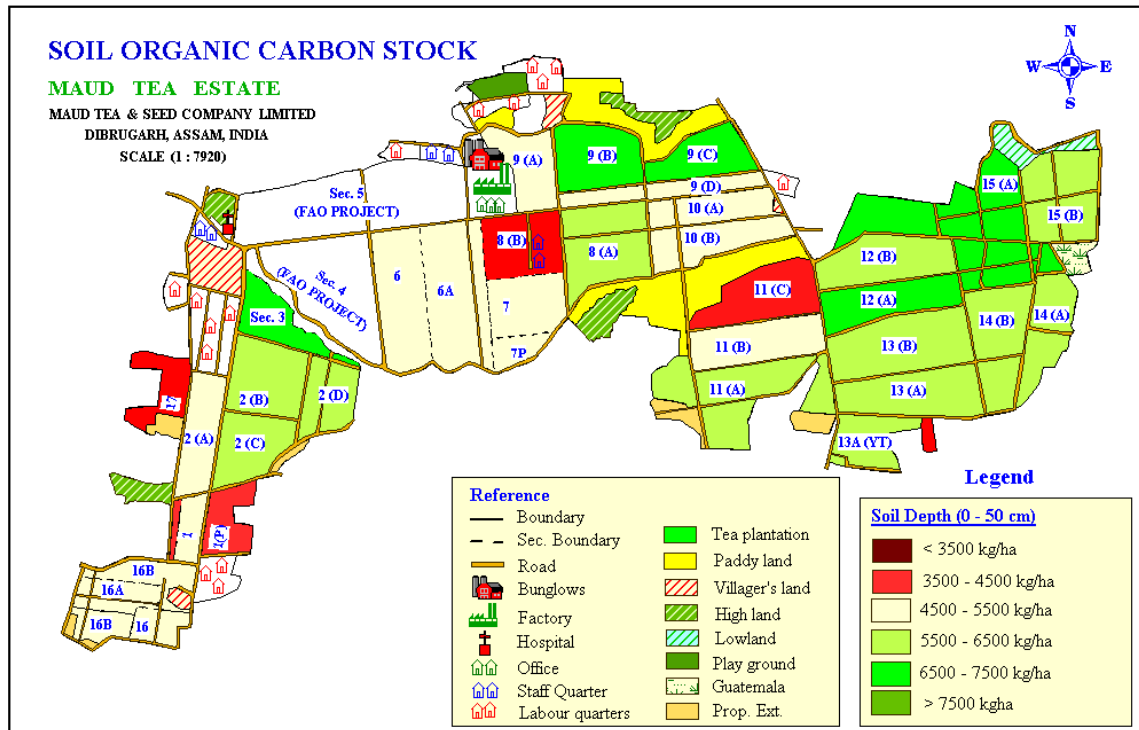 SOIL ORGANIC CARBON STOCK
MAUD TEA ESTATE
MAUD TEA & SEED COMPANY LIMITED
DIBRUGARH, ASSAM, INDIA
SCALE (1 : 7920)
N
W E
S
9 (A)
9 (B)
9 (C)
9 (D)
10 (A)
10 (B)
Sec. 5
(FAO PROJECT)
Sec. 4
(FAO PROJECT)
8 (B)
8 (A)
6
6A
7
7P
Sec. 3
15 (A)
15 (B)
12 (B)
12 (A)
11 (C)
11 (B)
11 (A)
14 (A)
14 (B)
13 (B)
13 (A)
13A (YT)
17
2 (A)
2 (B)
2 (C)
2 (D)
1
1(P)
16B
16A
16B
16
Reference
Boundary
Sec. Boundary
Road
Bunglows
Factory
Hospital
Office
Staff Quarter
Labour quarters
Tea plantation
Paddy land
Villager's land
High land
Lowland
Play ground
Guatemala
Prop. Ext.
Legend
Soil Depth (0 - 50 cm)
< 3500 kg/ha
3500 - 4500 kg/ha
4500 - 5500 kg/ha
5500 - 6500 kg/ha
6500 - 7500 kg/ha
> 7500 kgha